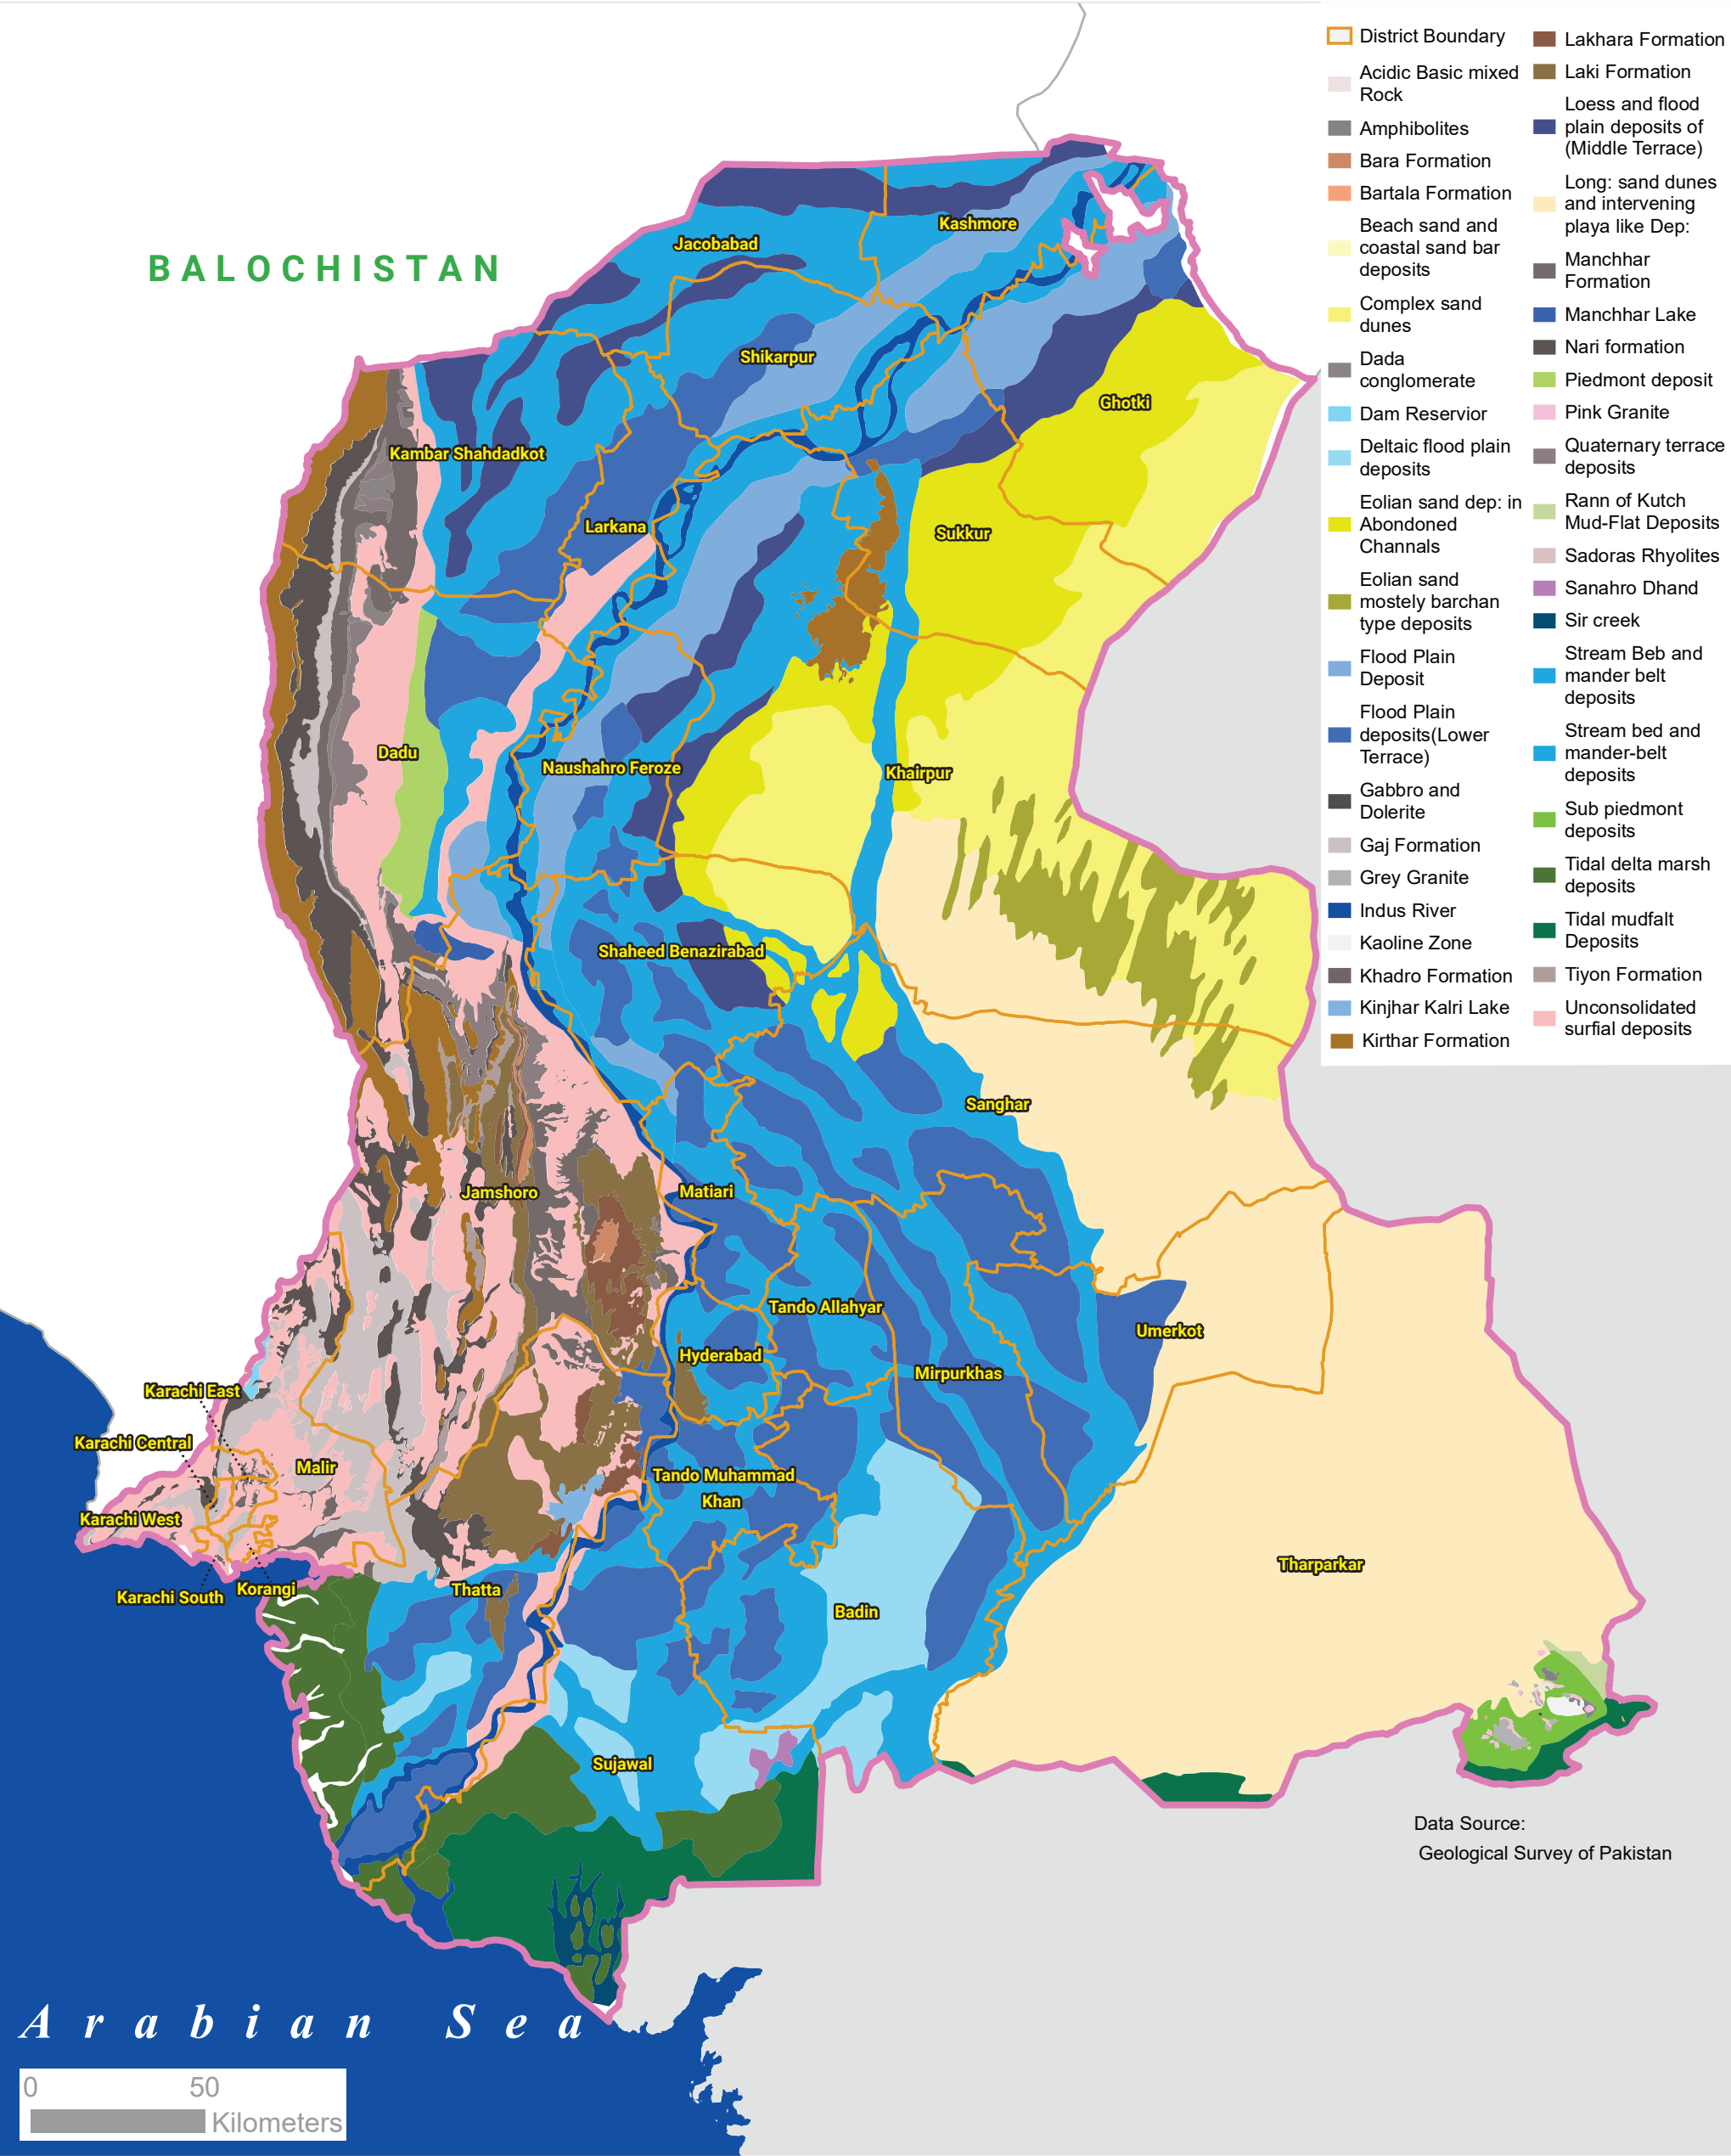 BALOCHISTAN
Jacobabad
Kashmore
Shikarpur
Ghotki
Kambar Shahdadkot
Larkana
Sukkur
Dadu
Naushahro Feroze
Khairpur
Shaheed Benazirabad
Sanghar
Jamshoro
Matiari
Tando Allahyar
Umerkot
Hyderabad
Mirpurkhas
Karachi East
Karachi Central
Malir
Tando Muhammad
Khan
Karachi West
Tharparkar
Karachi South
Korangi
Thatta
Badin
Sujawal
Arabian Sea
0 50
Kilometers
District Boundary
Acidic Basic mixed
Rock
Amphibolites
Bara Formation
Bartala Formation
Beach sand and
coastal sand bar
deposits
Complex sand
dunes
Dada
conglomerate
Dam Reservior
Deltaic flood plain
deposits
Eolian sand dep: in
Abondoned
Channals
Eolian sand
mostely barchan
type deposits
Flood Plain
Deposit
Flood Plain
deposits(Lower
Terrace)
Gabbro and
Dolerite
Gaj Formation
Grey Granite
Indus River
Kaoline Zone
Khadro Formation
Kinjhar Kalri Lake
Kirthar Formation
Lakhara Formation
Laki Formation
Loess and flood
plain deposits of
(Middle Terrace)
Long: sand dunes
and intervening
playa like Dep:
Manchhar
Formation
Manchhar Lake
Nari formation
Piedmont deposit
Pink Granite
Quaternary terrace
deposits
Rann of Kutch
Mud-Flat Deposits
Sadoras Rhyolites
Sanahro Dhand
Sir creek
Stream Beb and
mander belt
deposits
Stream bed and
mander-belt
deposits
Sub piedmont
deposits
Tidal delta marsh
deposits
Tidal mudfalt
Deposits
Tiyon Formation
Unconsolidated
surfial deposits
Data Source:
Geological Survey of Pakistan